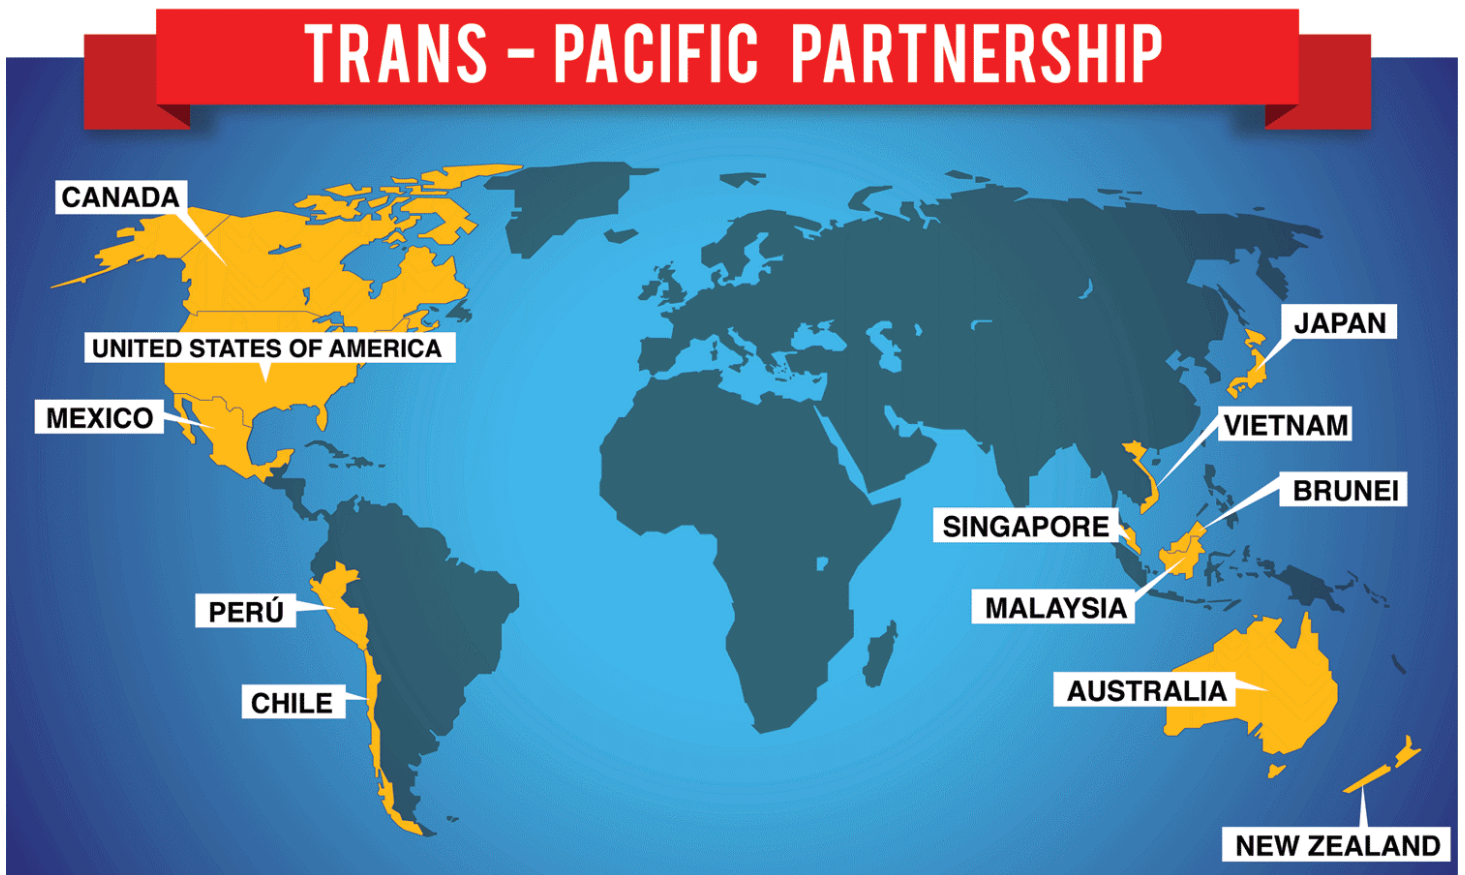 TRANS - PACIFIC PARTNERSHIP
CANADA
UNITED STATES OF AMERICA
MEXICO
PERÚ
CHILE
JAPAN
VIETNAM
BRUNEI
SINGAPORE
MALAYSIA
AUSTRALIA
NEW ZEALAND